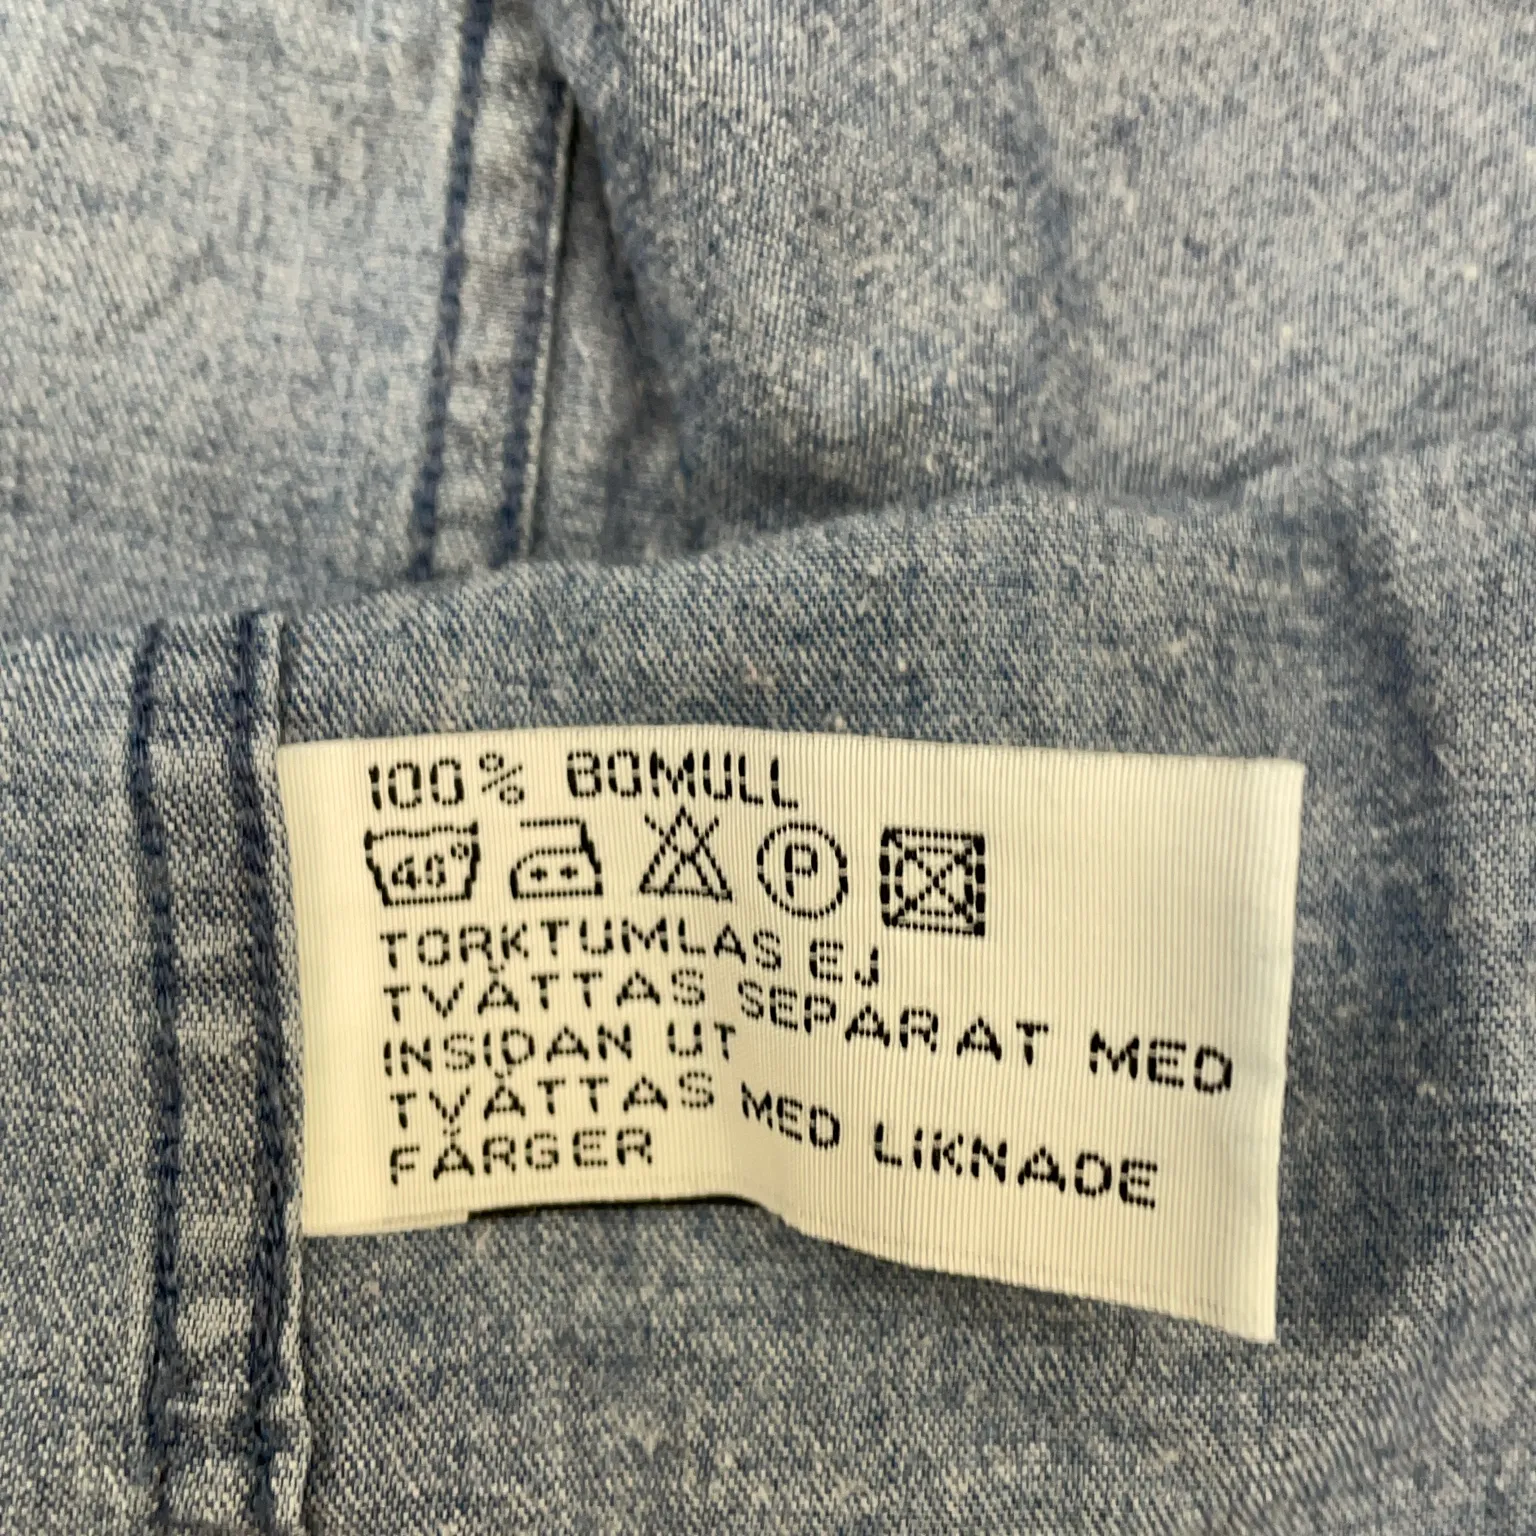 100% BOMULL
40° P
TORKTUMLAS EJ
TVÄTTAS SEPARAT MED
INSIDAN UT
TVÄTTAS MED LIKNADE
FÄRGER